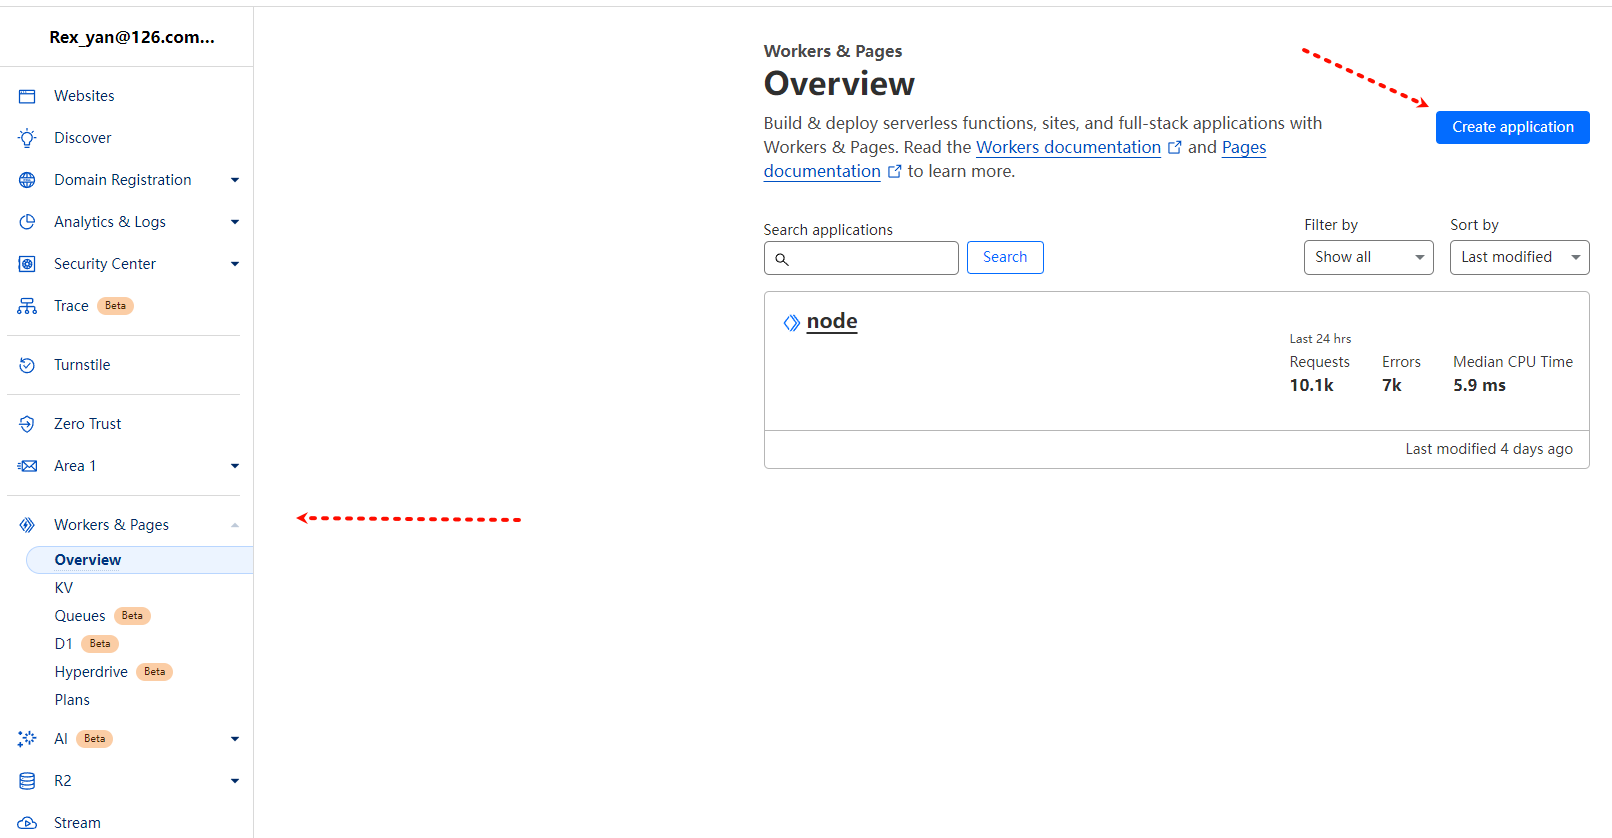 Rex_yan@126.com...
Websites
Discover
Domain Registration
Analytics & Logs
Security Center
Trace Beta
Turnstile
Zero Trust
Area 1
Workers & Pages
Overview
KV
Queues Beta
D1 Beta
Hyperdrive Beta
Plans
AI Beta
R2
Stream
Workers & Pages
Overview
Build & deploy serverless functions, sites, and full-stack applications with
Workers & Pages. Read the Workers documentation and Pages
documentation to learn more.
Create application
Search applications
Search
Filter by
Show all
Sort by
Last modified
node
Last 24 hrs
Requests Errors Median CPU Time
10.1k 7k 5.9 ms
Last modified 4 days ago